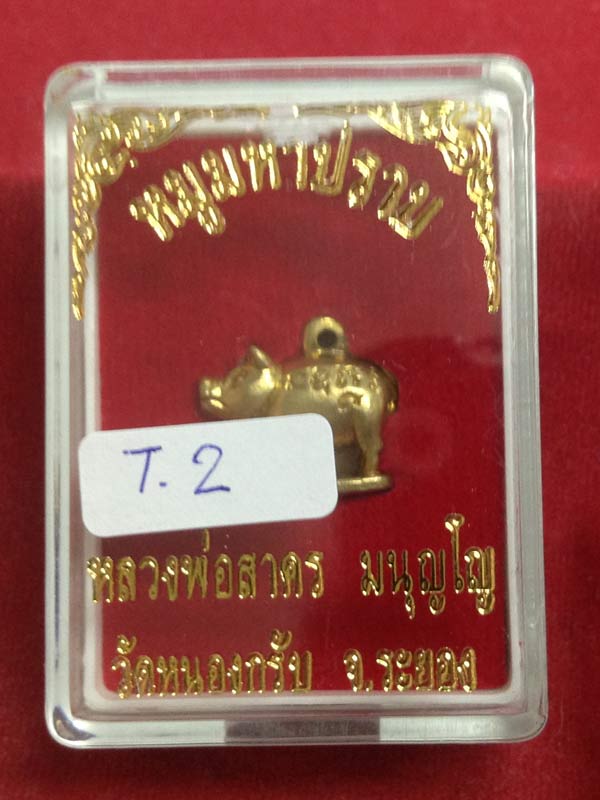 หมูมหาปราบ
T. 2
หลวงพ่อสาคร มนุญฺโญ
วัดหนองกรับ จ.ระยอง